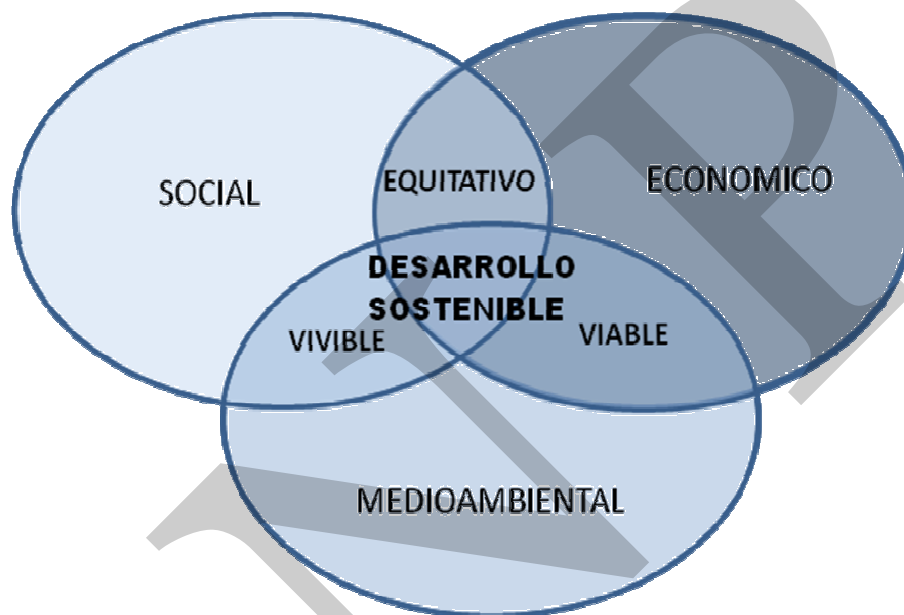 SOCIAL
EQUITATIVO
ECONOMICO
DESARROLLO
SOSTENIBLE
VIVIBLE
VIABLE
MEDIOAMBIENTAL